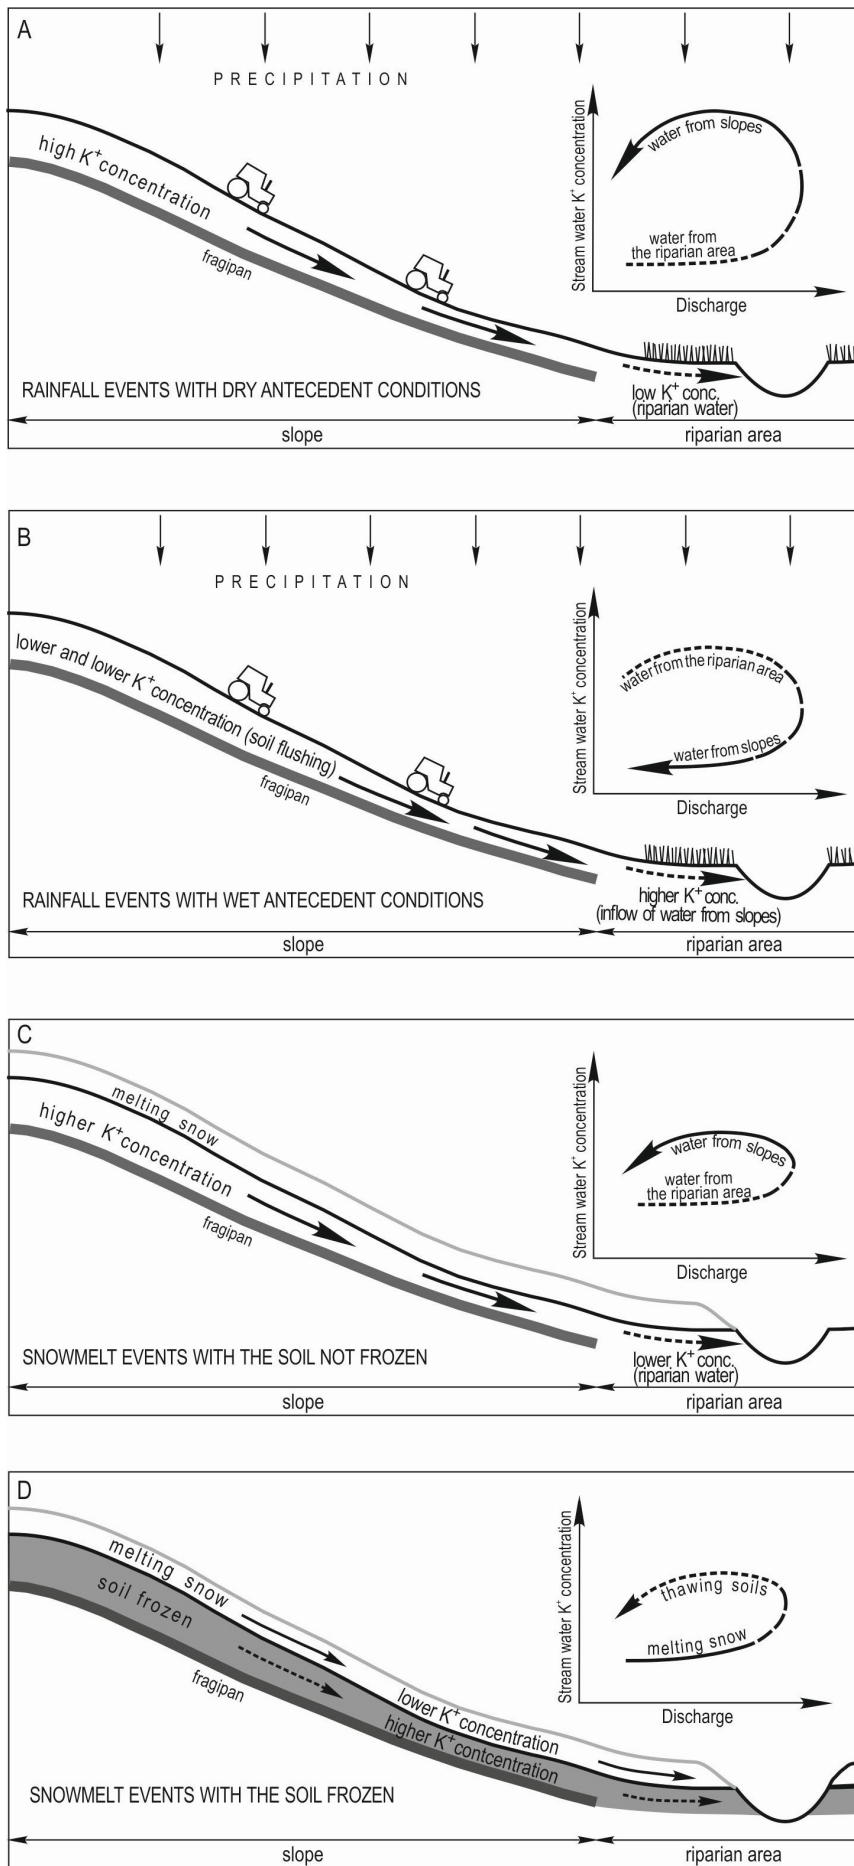 A
PRECIPITATION
high K+ concentration
fragipan
Stream water K+ concentration
water from slopes
water from
the riparian area
Discharge
RAINFALL EVENTS WITH DRY ANTECEDENT CONDITIONS
low K+ conc.
(riparian water)
slope
riparian area
B
PRECIPITATION
lower and lower K+ concentration (soil flushing)
fragipan
Stream water K+ concentration
water from the riparian area
water from slopes
Discharge
RAINFALL EVENTS WITH WET ANTECEDENT CONDITIONS
higher K+ conc.
(inflow of water from slopes)
slope
riparian area
C
melting snow
higher K+ concentration
fragipan
Stream water K+ concentration
water from slopes
water from
the riparian area
Discharge
SNOWMELT EVENTS WITH THE SOIL NOT FROZEN
lower K+ conc.
(riparian water)
slope
riparian area
D
melting snow
soil frozen
fragipan
lower K+ concentration
higher K+ contcentration
Stream water K+ concentration
thawing soils
melting snow
Discharge
SNOWMELT EVENTS WITH THE SOIL FROZEN
slope
riparian area